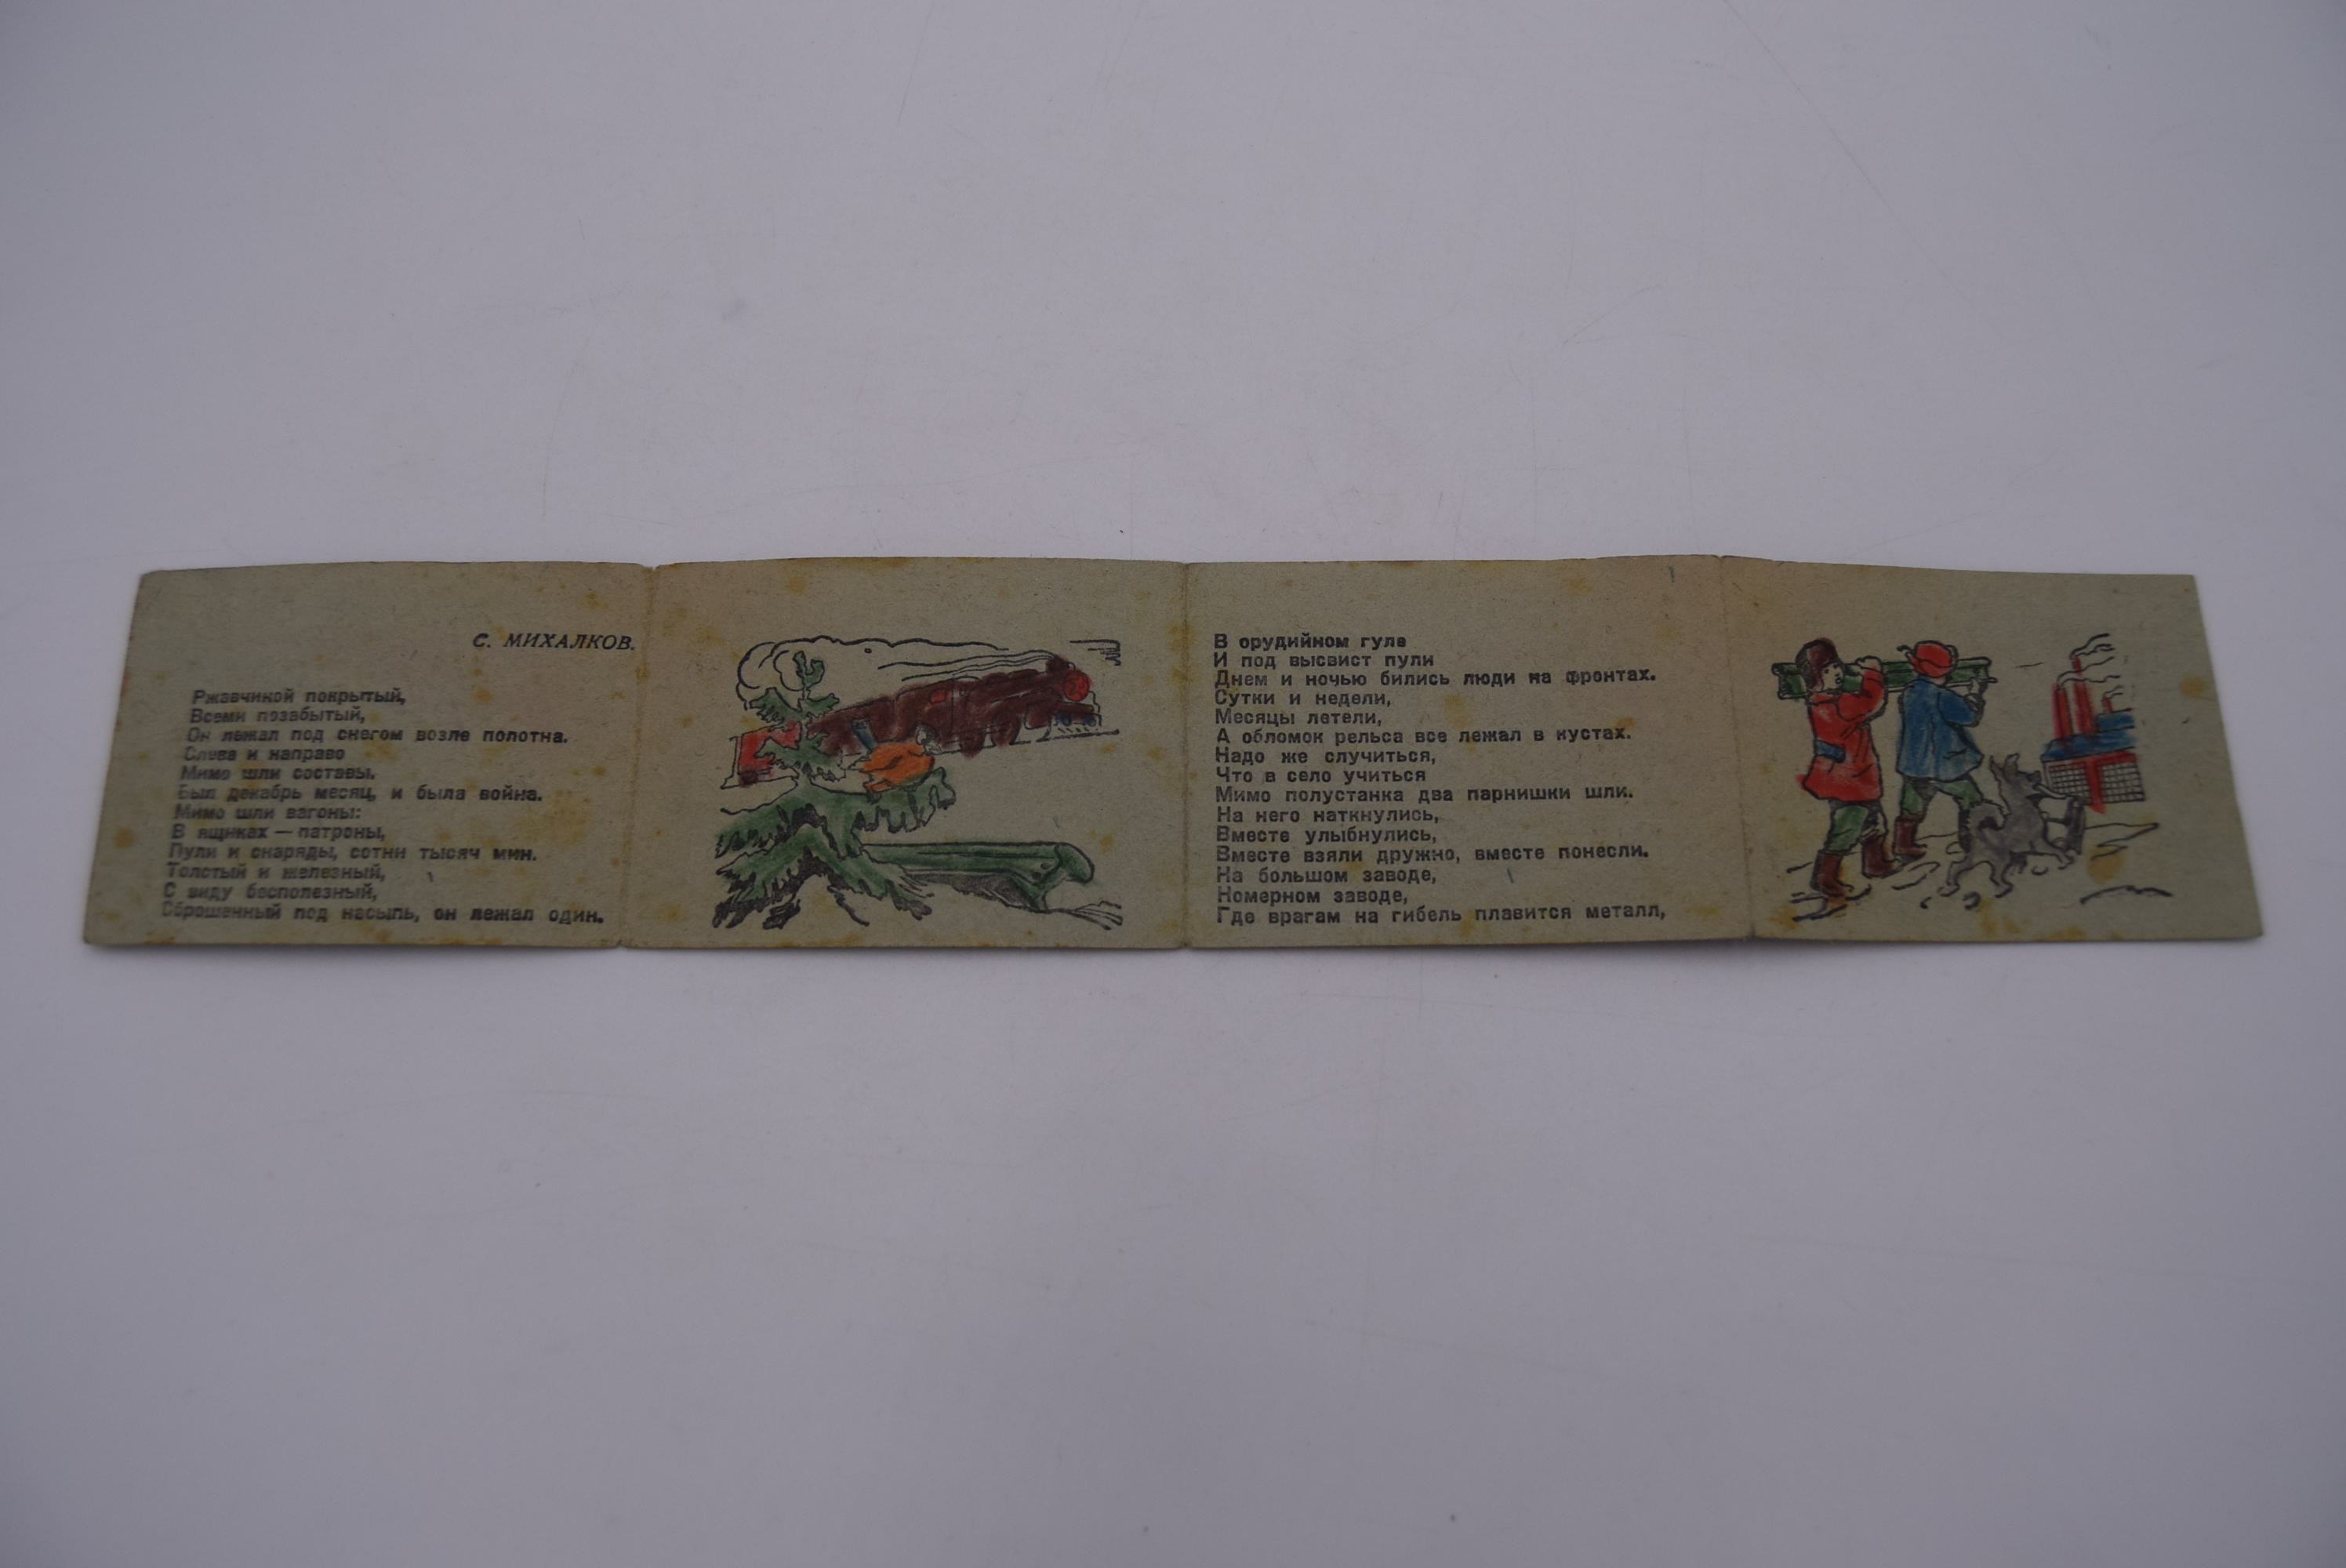 С. МИХАЛКОВ.
Ржавчиной покрытый,
Всеми позабытый,
Он лежал под снегом возле полотна.
Слева и направо
Мимо шли составы.
Был декабрь месяц, и была война.
Мимо шли вагоны:
В ящиках — патроны,
Пули и снаряды, сотни тысяч мин.
Толстый и железный,
С виду бесполезный,
Сброшенный под насыпь, он лежал один.
В орудийном гуле
И под высвист пули
Днем и ночью бились люди на фронтах.
Сутки и недели,
Месяцы летели,
А обломок рельса все лежал в кустах.
Надо же случиться,
Что в село учиться
Мимо полустанка два парнишки шли.
На него наткнулись,
Вместе улыбнулись,
Вместе взяли дружно, вместе понесли.
На большом заводе,
Номерном заводе,
Где врагам на гибель плавится металл,